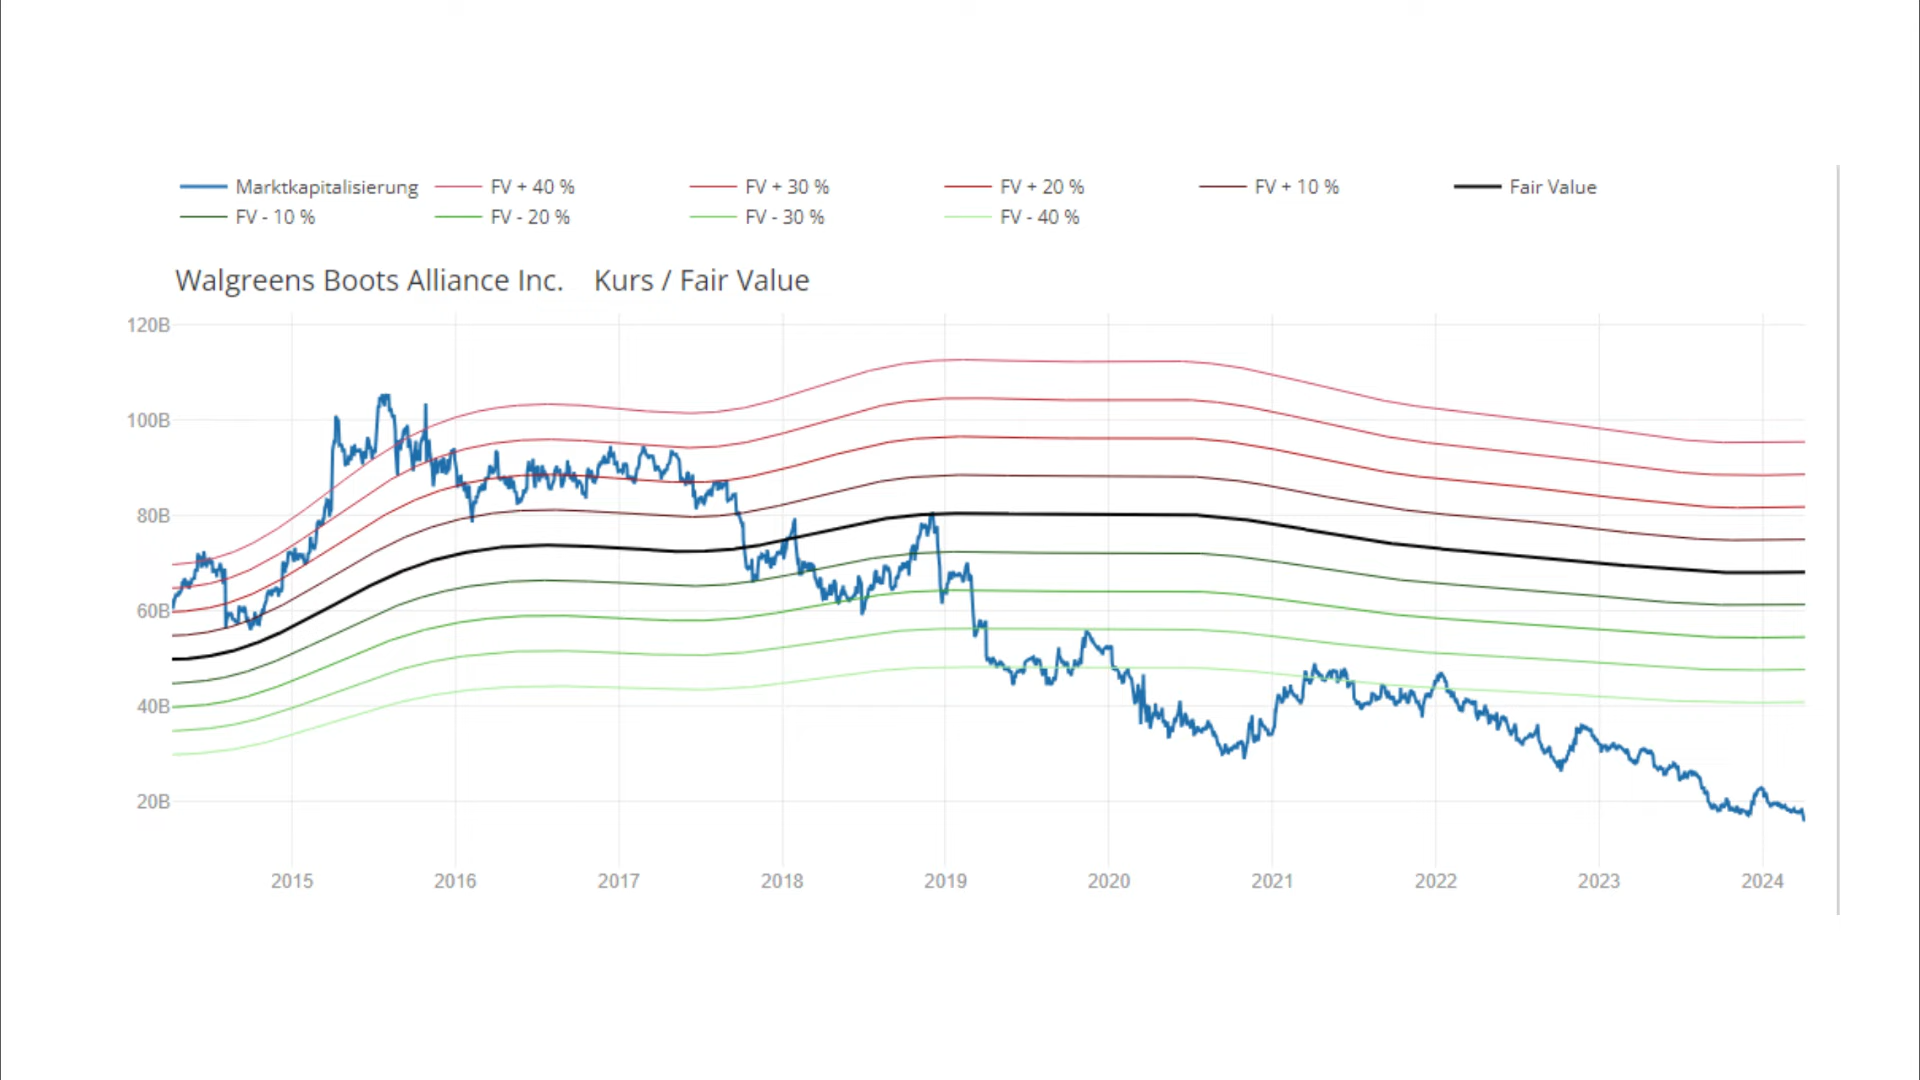 Marktkapitalisierung FV + 40 % FV + 30 % FV + 20 % FV + 10 % Fair Value
FV - 10 % FV - 20 % FV - 30 % FV - 40 %
Walgreens Boots Alliance Inc. Kurs / Fair Value
120B
100B
80B
60B
40B
20B
2015 2016 2017 2018 2019 2020 2021 2022 2023 2024